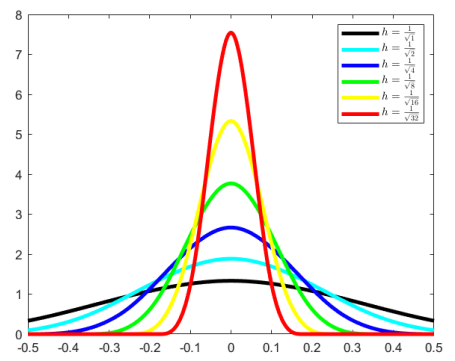 8
7
6
5
4
3
2
1
0
-0.5 -0.4 -0.3 -0.2 -0.1 0 0.1 0.2 0.3 0.4 0.5
h = 1/√1
h = 1/√2
h = 1/√4
h = 1/√8
h = 1/√16
h = 1/√32